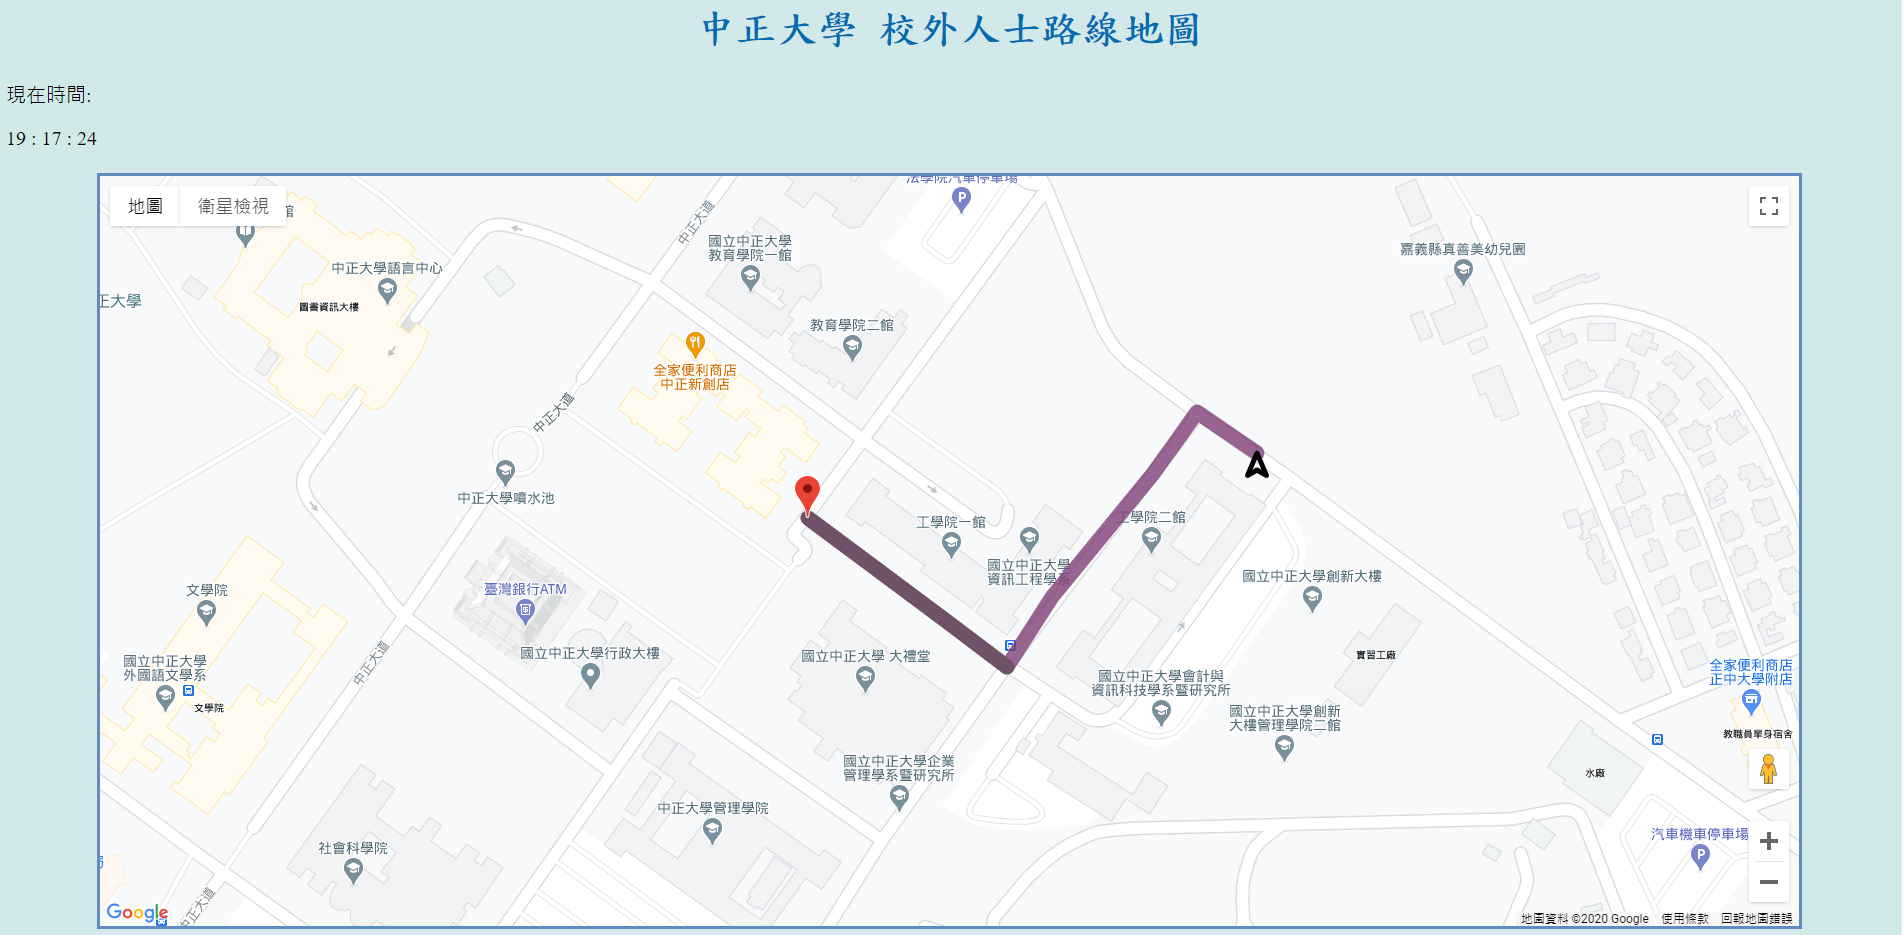 中正大學 校外人士路線地圖
現在時間:
19 : 17 : 24
地圖
衛星檢視
館
法學院汽車停車場
中正大道
國立中正大學
教育學院一館
嘉義縣真善美幼兒園
中正大學語言中心
正大學
圖書資訊大樓
教育學院二館
全家便利商店
中正新創店
中正大道
中正大學噴水池
工學院一館
工學院二館
國立中正大學
資訊工程學系
國立中正大學創新大樓
文學院
臺灣銀行ATM
國立中正大學行政大樓
國立中正大學 大禮堂
實習工廠
國立中正大學
外國語文學系
中正大道
國立中正大學會計與
資訊科技學系暨研究所
全家便利商店
正中大學附店
文學院
國立中正大學創新
大樓管理學院二館
教職員單身宿舍
國立中正大學企業
管理學系暨研究所
水廠
中正大學管理學院
汽車機車停車場
社會科學院
中正大道
Google
地圖資料 ©2020 Google
使用條款
回報地圖錯誤